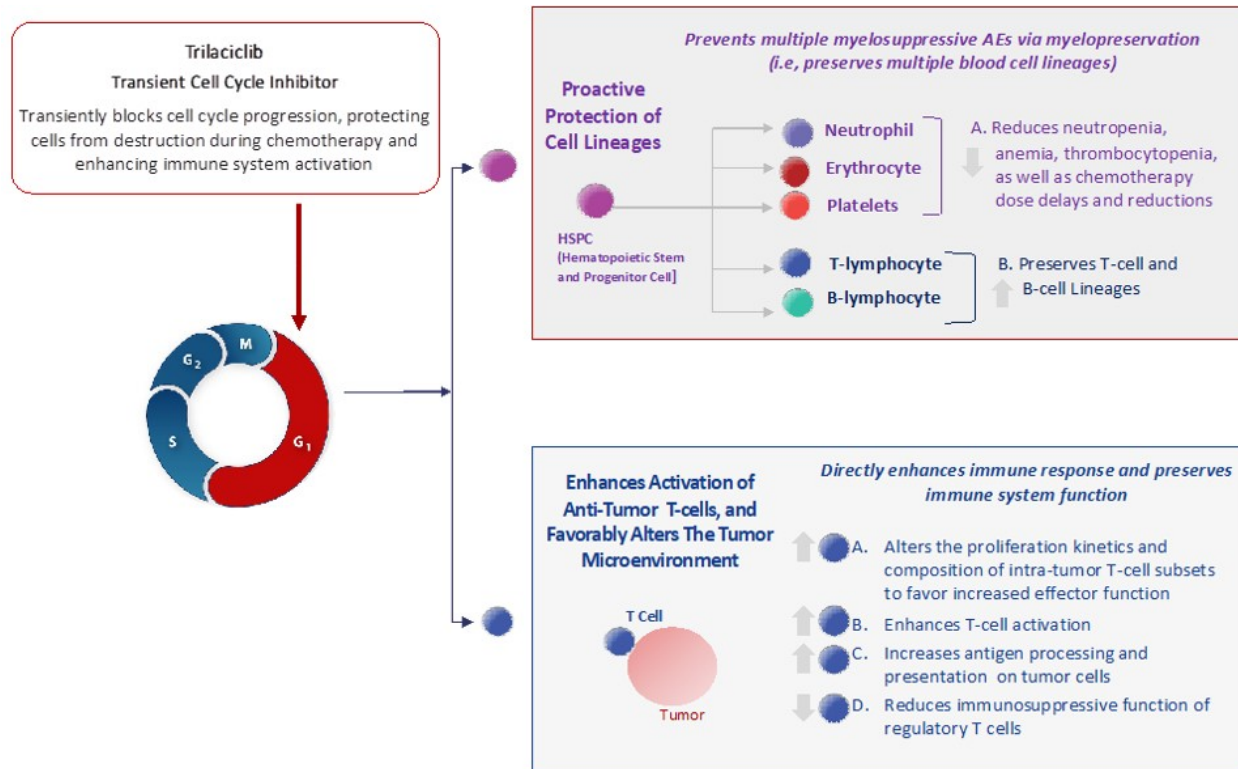 Trilaciclib
Transient Cell Cycle Inhibitor
Transiently blocks cell cycle progression, protecting
cells from destruction during chemotherapy and
enhancing immune system activation
G2
M
S
G1
Prevents multiple myelosuppressive AEs via myelopreservation
(i.e, preserves multiple blood cell lineages)
Proactive
Protection of
Cell Lineages
HSPC
(Hematopoietic Stem
and Progenitor Cell]
Neutrophil
Erythrocyte
Platelets
A. Reduces neutropenia,
anemia, thrombocytopenia,
as well as chemotherapy
dose delays and reductions
T-lymphocyte
B-lymphocyte
B. Preserves T-cell and
B-cell Lineages
Enhances Activation of
Anti-Tumor T-cells, and
Favorably Alters The Tumor
Microenvironment
T Cell
Tumor
Directly enhances immune response and preserves
immune system function
A. Alters the proliferation kinetics and
composition of intra-tumor T-cell subsets
to favor increased effector function
B. Enhances T-cell activation
C. Increases antigen processing and
presentation on tumor cells
D. Reduces immunosuppressive function of
regulatory T cells